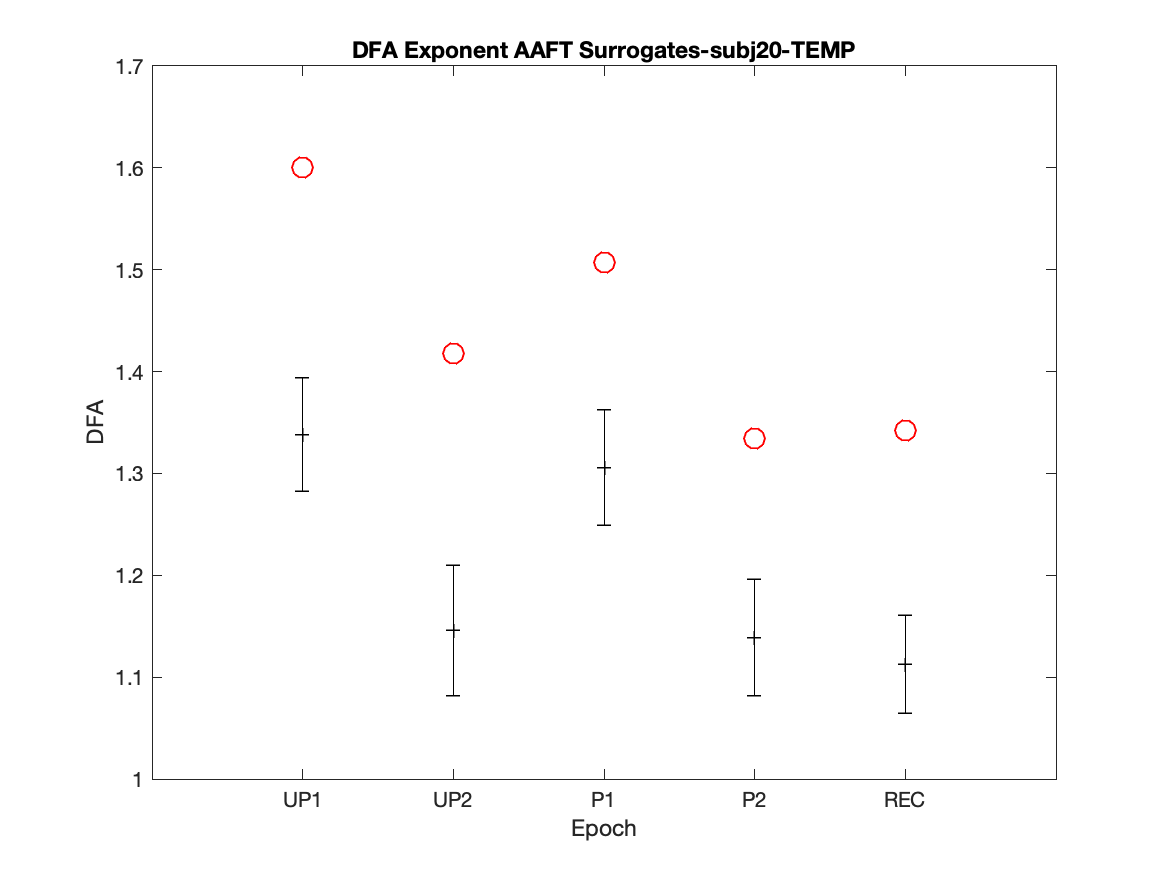 DFA Exponent AAFT Surrogates-subj20-TEMP
1.7
1.6
1.5
1.4
1.3
1.2
1.1
1
DFA
UP1 UP2 P1 P2 REC
Epoch